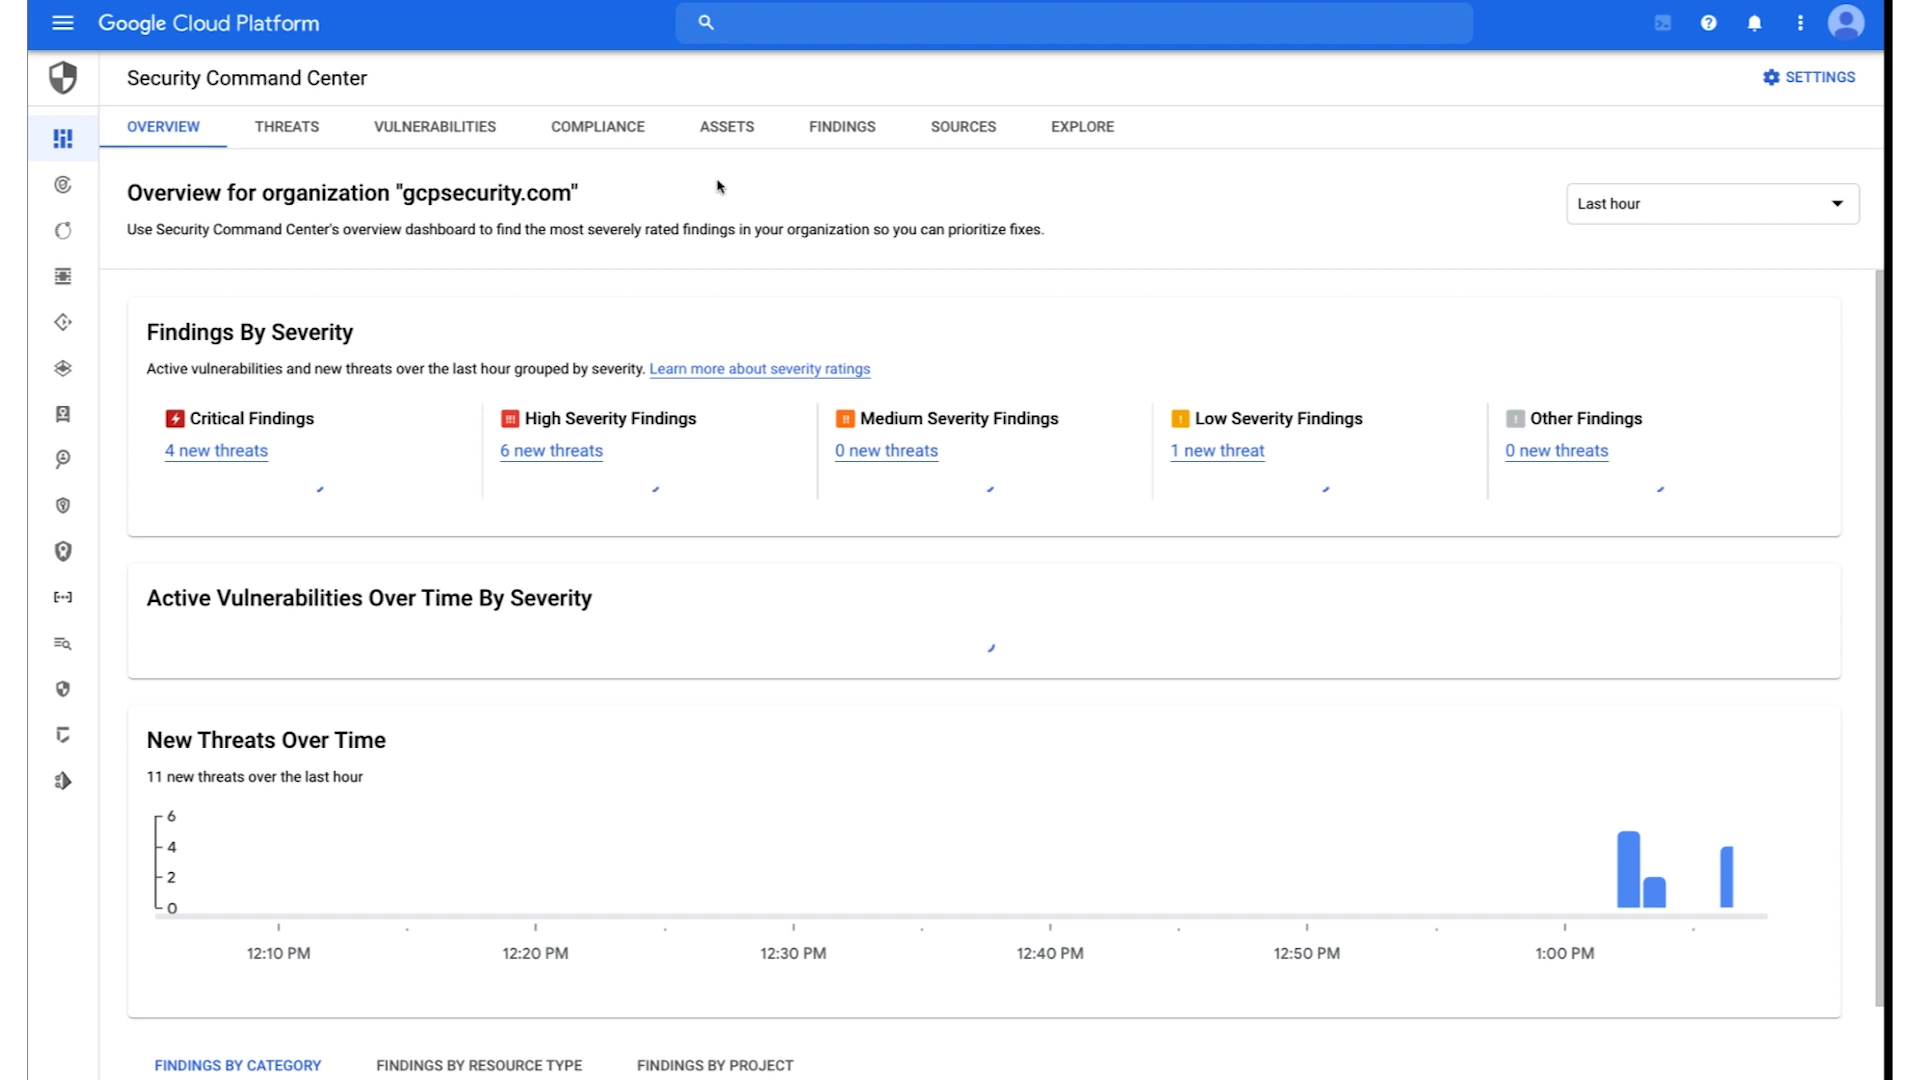 Google Cloud Platform
Security Command Center
SETTINGS
OVERVIEW THREATS VULNERABILITIES COMPLIANCE ASSETS FINDINGS SOURCES EXPLORE
Overview for organization "gcpsecurity.com"
Last hour
Use Security Command Center's overview dashboard to find the most severely rated findings in your organization so you can prioritize fixes.
Findings By Severity
Active vulnerabilities and new threats over the last hour grouped by severity. Learn more about severity ratings
Critical Findings
4 new threats
High Severity Findings
6 new threats
Medium Severity Findings
0 new threats
Low Severity Findings
1 new threat
Other Findings
0 new threats
Active Vulnerabilities Over Time By Severity
New Threats Over Time
11 new threats over the last hour
6
4
2
0
12:10 PM 12:20 PM 12:30 PM 12:40 PM 12:50 PM 1:00 PM
FINDINGS BY CATEGORY FINDINGS BY RESOURCE TYPE FINDINGS BY PROJECT